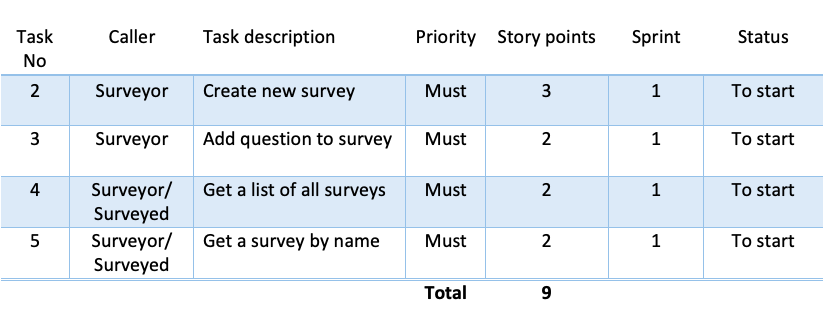 Task No Caller Task description Priority Story points Sprint Status
2 Surveyor Create new survey Must 3 1 To start
3 Surveyor Add question to survey Must 2 1 To start
4 Surveyor/ Surveyed Get a list of all surveys Must 2 1 To start
5 Surveyor/ Surveyed Get a survey by name Must 2 1 To start
Total 9